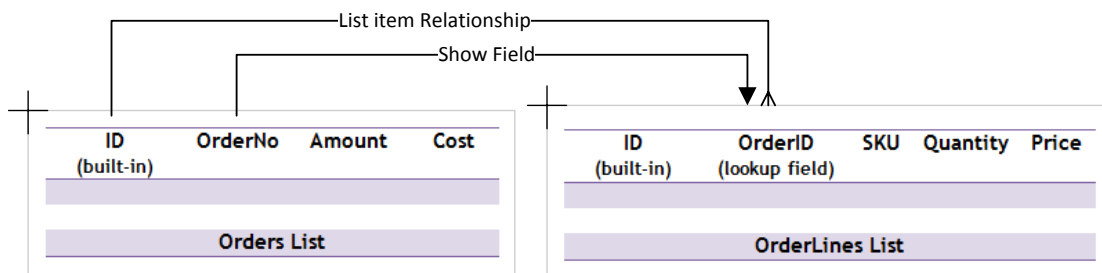 List item Relationship
Show Field
ID OrderNo Amount Cost
(built-in)
Orders List
ID OrderID SKU Quantity Price
(built-in) (lookup field)
OrderLines List